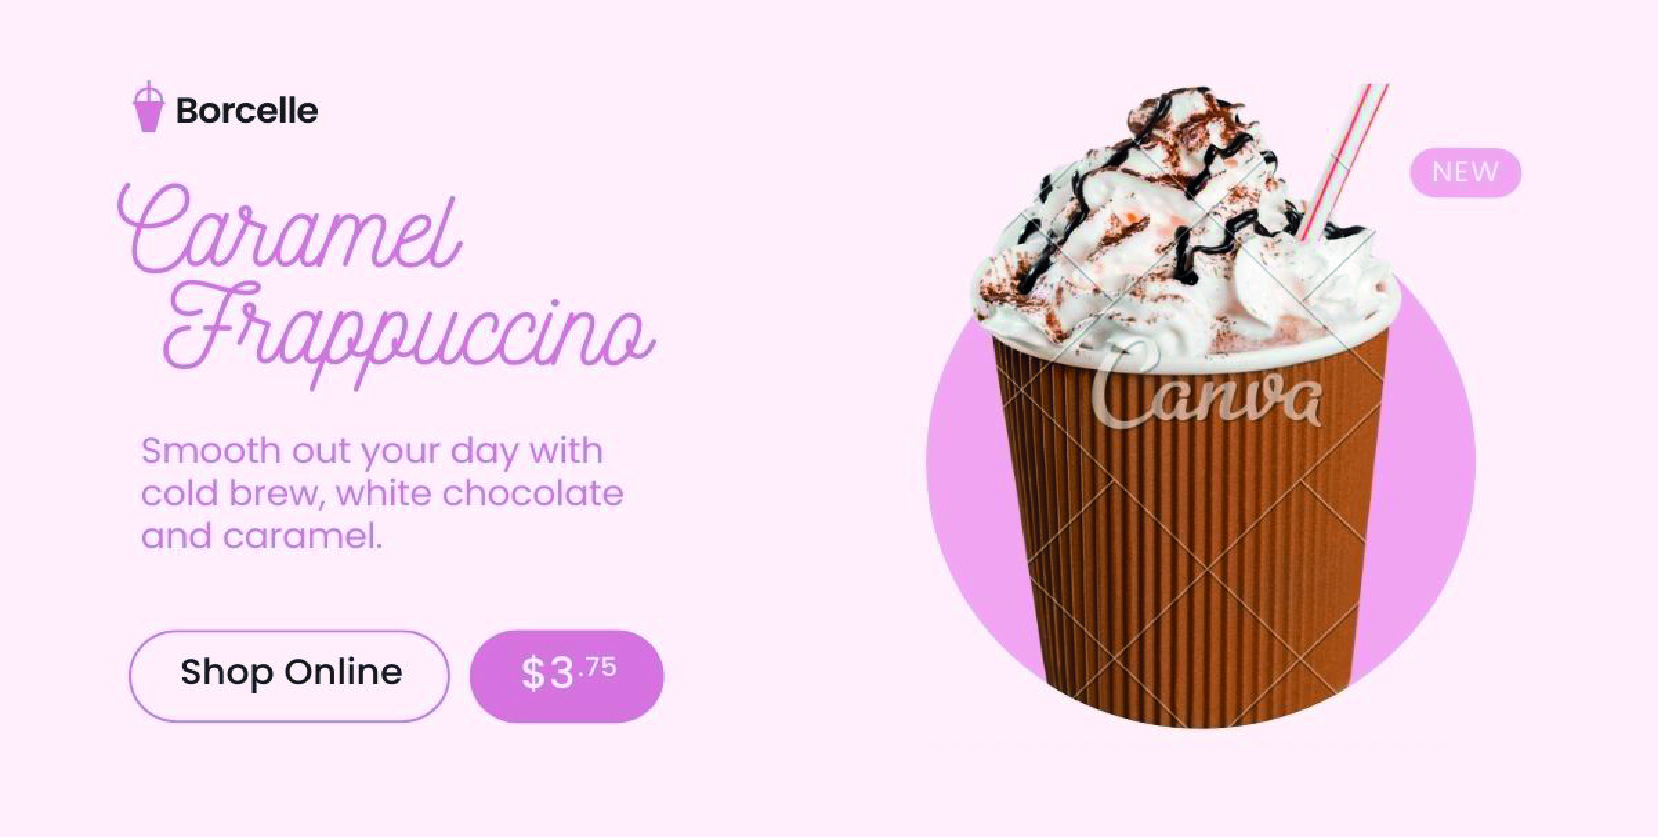 Borcelle
Caramel
Frappuccino
Smooth out your day with
cold brew, white chocolate
and caramel.
Shop Online
$3.75
NEW
Canva